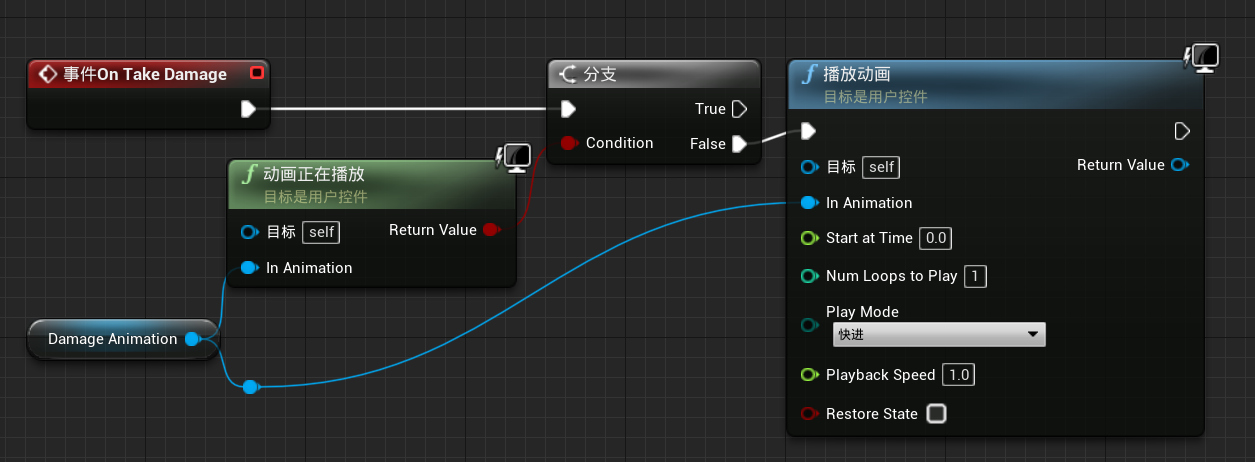 事件On Take Damage
分支
True
Condition
False
f 动画正在播放
目标是用户控件
目标 self
Return Value
In Animation
Damage Animation
f 播放动画
目标是用户控件
目标 self
Return Value
In Animation
Start at Time 0.0
Num Loops to Play 1
Play Mode
快进
Playback Speed 1.0
Restore State